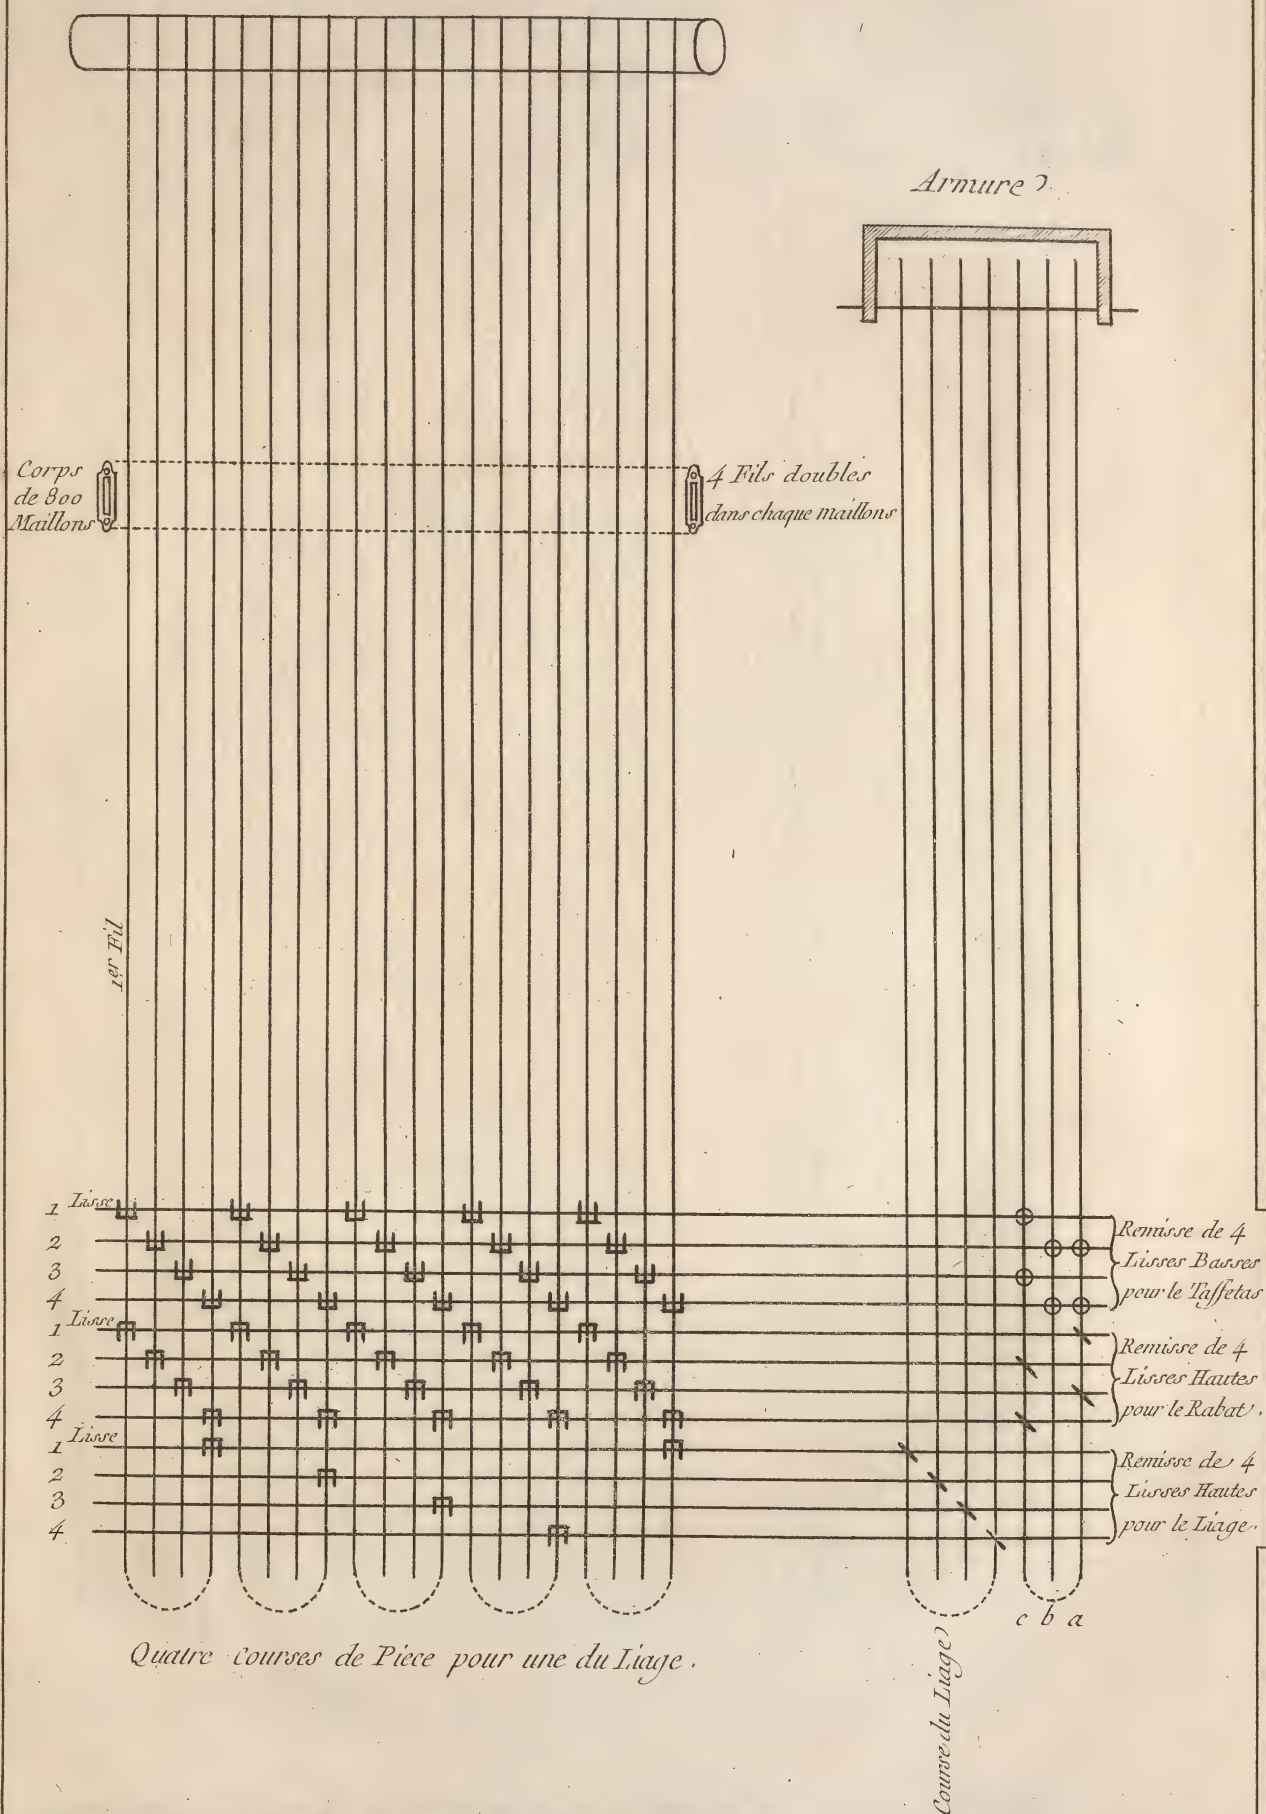 Armure
Corps
de 800
Maillons
4 Fils doubles
dans chaque maillons
1er Fil
1 Lisse
2
3
4
1 Lisse
2
3
4
1 Lisse
2
3
4
Remisse de 4
Lisses Basses
pour le Taffetas
Remisse de 4
Lisses Hautes
pour le Rabat.
Remisse de 4
Lisses Hautes
pour le Liage.
c b a
Quatre courses de Piece pour une du Liage.
Course du Liage